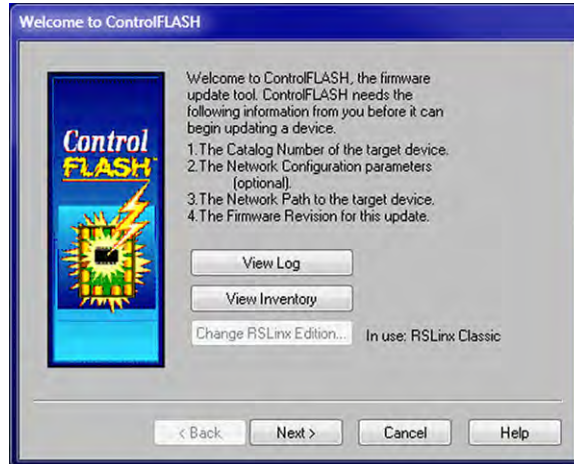 Welcome to ControlFLASH
Control
FLASH
Welcome to ControlFLASH, the firmware
update tool. ControlFLASH needs the
following information from you before it can
begin updating a device.
1.The Catalog Number of the target device.
2.The Network Configuration parameters
(optional).
3.The Network Path to the target device.
4.The Firmware Revision for this update.
View Log
View Inventory
Change RSLinx Edition... In use: RSLinx Classic
< Back Next > Cancel Help